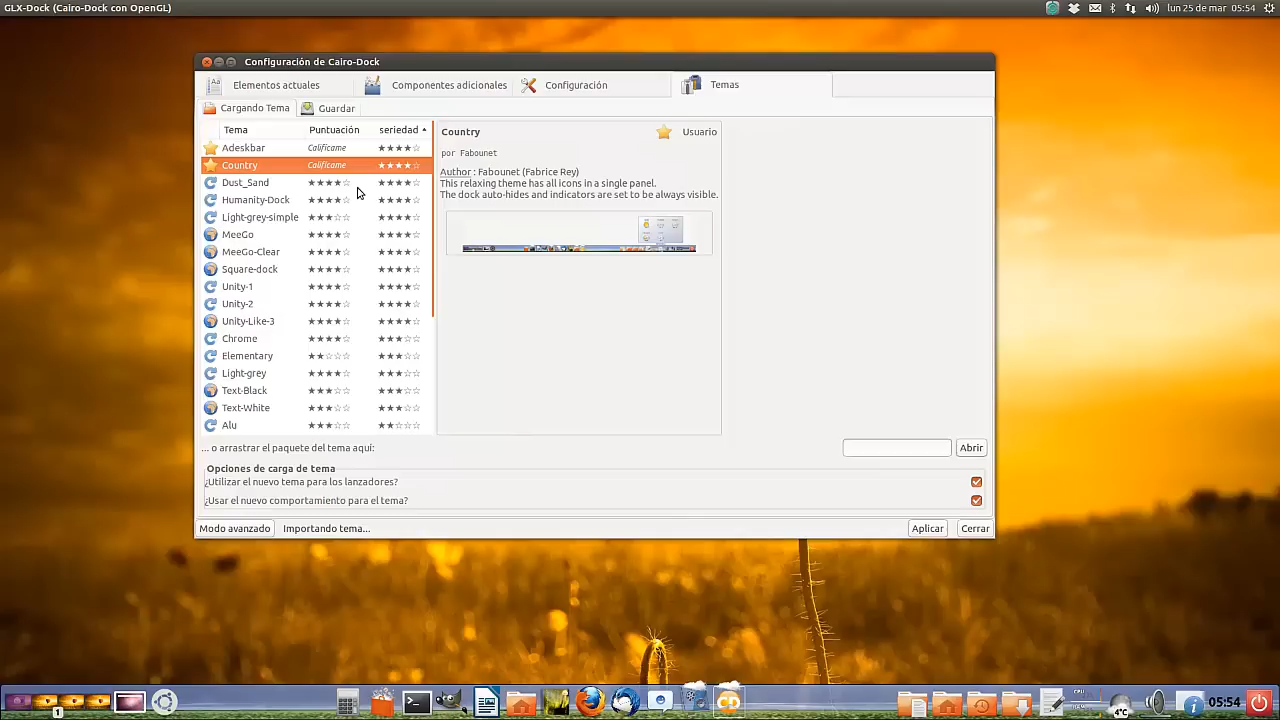 GLX-Dock (Cairo-Dock con OpenGL) lun 25 de mar 05:54
Configuración de Cairo-Dock
Elementos actuales Componentes adicionales Configuración Temas
Cargando Tema Guardar
Tema Puntuación seriedad
Adeskbar Califícame ★★★★☆
Country Califícame ★★★★☆
Dust_Sand ★★★★☆ ★★★★☆
Humanity-Dock ★★★★☆ ★★★★☆
Light-grey-simple ★★★☆☆ ★★★★☆
MeeGo ★★★★☆ ★★★★☆
MeeGo-Clear ★★★★☆ ★★★★☆
Square-dock ★★★★☆ ★★★★☆
Unity-1 ★★★★☆ ★★★★☆
Unity-2 ★★★★☆ ★★★★☆
Unity-Like-3 ★★★★☆ ★★★★☆
Chrome ★★★★☆ ★★★☆☆
Elementary ★★☆☆☆ ★★★☆☆
Light-grey ★★★☆☆ ★★★☆☆
Text-Black ★★★☆☆ ★★★☆☆
Text-White ★★★☆☆ ★★★☆☆
Alu ★★★☆☆ ★★☆☆☆
Country Usuario
por Fabounet
Author : Fabounet (Fabrice Rey)
This relaxing theme has all icons in a single panel.
The dock auto-hides and indicators are set to be always visible.
... o arrastrar el paquete del tema aquí: Abrir
Opciones de carga de tema
¿Utilizar el nuevo tema para los lanzadores?
¿Usar el nuevo comportamiento para el tema?
Modo avanzado Importando tema... Aplicar Cerrar
1 CPU 4°C 05:54